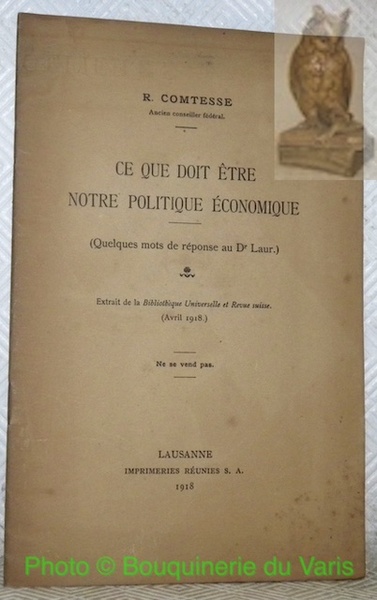 R. COMTESSE
Ancien conseiller fédéral.
CE QUE DOIT ÊTRE
NOTRE POLITIQUE ÉCONOMIQUE
(Quelques mots de réponse au Dr Laur.)
Extrait de la Bibliothèque Universelle et Revue suisse.
(Avril 1918.)
Ne se vend pas.
LAUSANNE
IMPRIMERIES RÉUNIES S. A.
1918
Photo © Bouquinerie du Varis